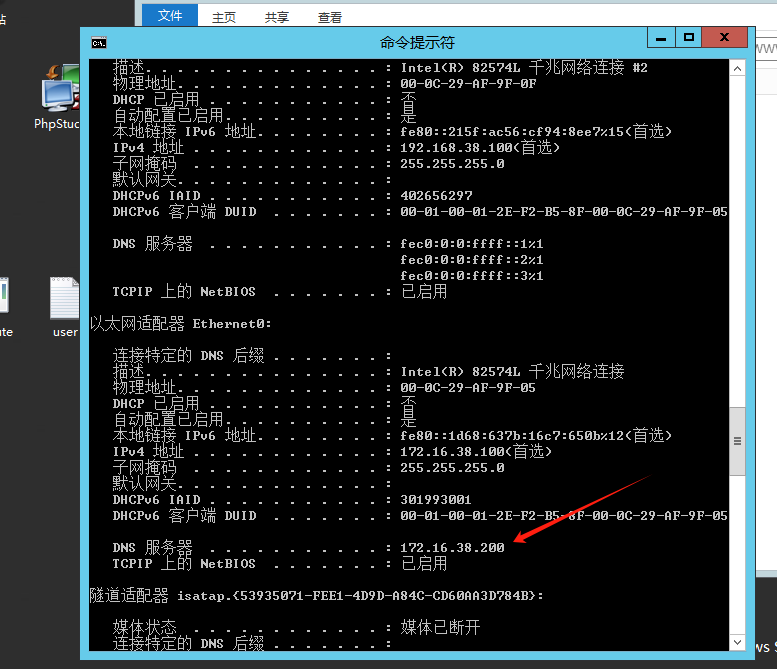 站
文件 主页 共享 查看
命令提示符
PhpStuc
描述. . . . . . . . . . . . . . . : Intel(R) 82574L 千兆网络连接 #2
物理地址. . . . . . . . . . . . . : 00-0C-29-AF-9F-0F
DHCP 已启用 . . . . . . . . . . . : 否
自动配置已启用. . . . . . . . . . : 是
本地链接 IPv6 地址. . . . . . . . : fe80::215f:ac56:cf94:8ee7%15(首选)
IPv4 地址 . . . . . . . . . . . . : 192.168.38.100(首选)
子网掩码 . . . . . . . . . . . . : 255.255.255.0
默认网关. . . . . . . . . . . . . :
DHCPv6 IAID . . . . . . . . . . . : 402656297
DHCPv6 客户端 DUID . . . . . . . : 00-01-00-01-2E-F2-B5-8F-00-0C-29-AF-9F-05
DNS 服务器 . . . . . . . . . . . : fec0:0:0:ffff::1%1
fec0:0:0:ffff::2%1
fec0:0:0:ffff::3%1
TCPIP 上的 NetBIOS . . . . . . . : 已启用
以太网适配器 Ethernet0:
user
连接特定的 DNS 后缀 . . . . . . . :
描述. . . . . . . . . . . . . . . : Intel(R) 82574L 千兆网络连接
物理地址. . . . . . . . . . . . . : 00-0C-29-AF-9F-05
DHCP 已启用 . . . . . . . . . . . : 否
自动配置已启用. . . . . . . . . . : 是
本地链接 IPv6 地址. . . . . . . . : fe80::1d68:637b:16c7:650b%12(首选)
IPv4 地址 . . . . . . . . . . . . : 172.16.38.100(首选)
子网掩码 . . . . . . . . . . . . : 255.255.255.0
默认网关. . . . . . . . . . . . . :
DHCPv6 IAID . . . . . . . . . . . : 301993001
DHCPv6 客户端 DUID . . . . . . . : 00-01-00-01-2E-F2-B5-8F-00-0C-29-AF-9F-05
DNS 服务器 . . . . . . . . . . . : 172.16.38.200
TCPIP 上的 NetBIOS . . . . . . . : 已启用
隧道适配器 isatap.{53935071-FEE1-4D9D-A84C-CD60AA3D784B}:
媒体状态 . . . . . . . . . . . . : 媒体已断开
连接特定的 DNS 后缀 . . . . . . . :